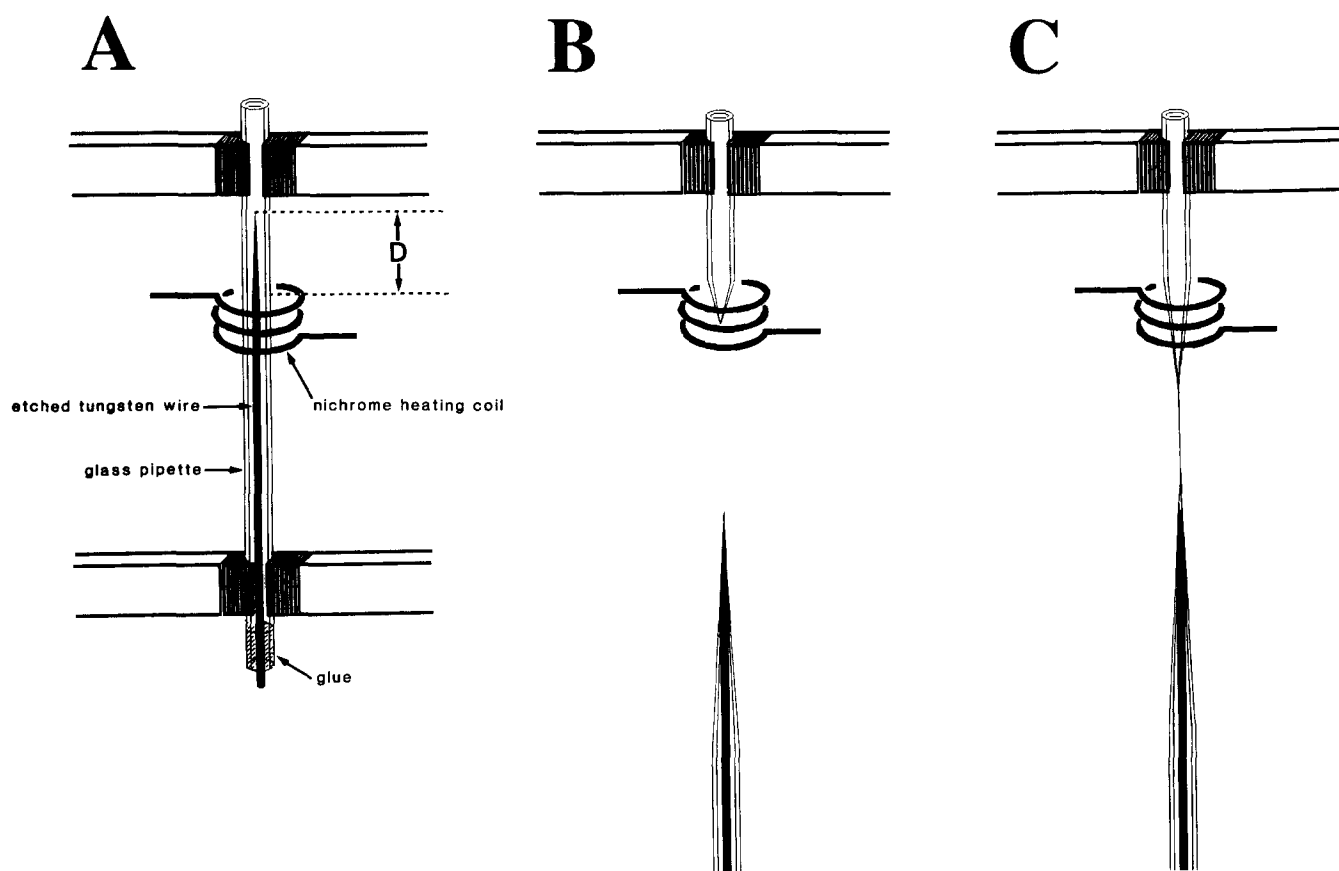 A
B
C
D
etched tungsten wire
nichrome heating coil
glass pipette
glue